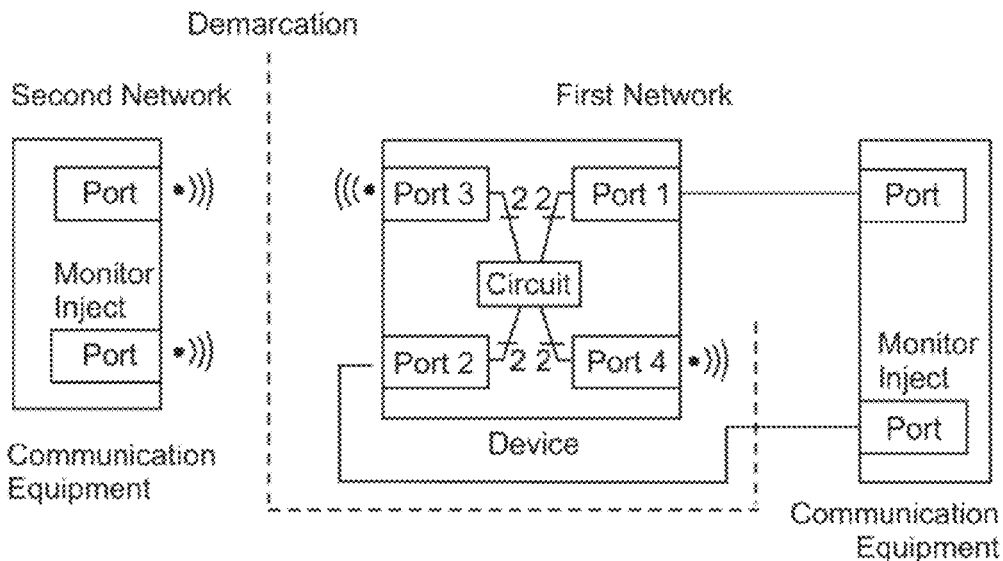 Demarcation
Second Network
First Network
Port
Port 3
2 2
Port 1
Port
Monitor
Inject
Circuit
Port
Port 2
2 2
Port 4
Monitor
Inject
Port
Device
Communication
Equipment
Communication
Equipment